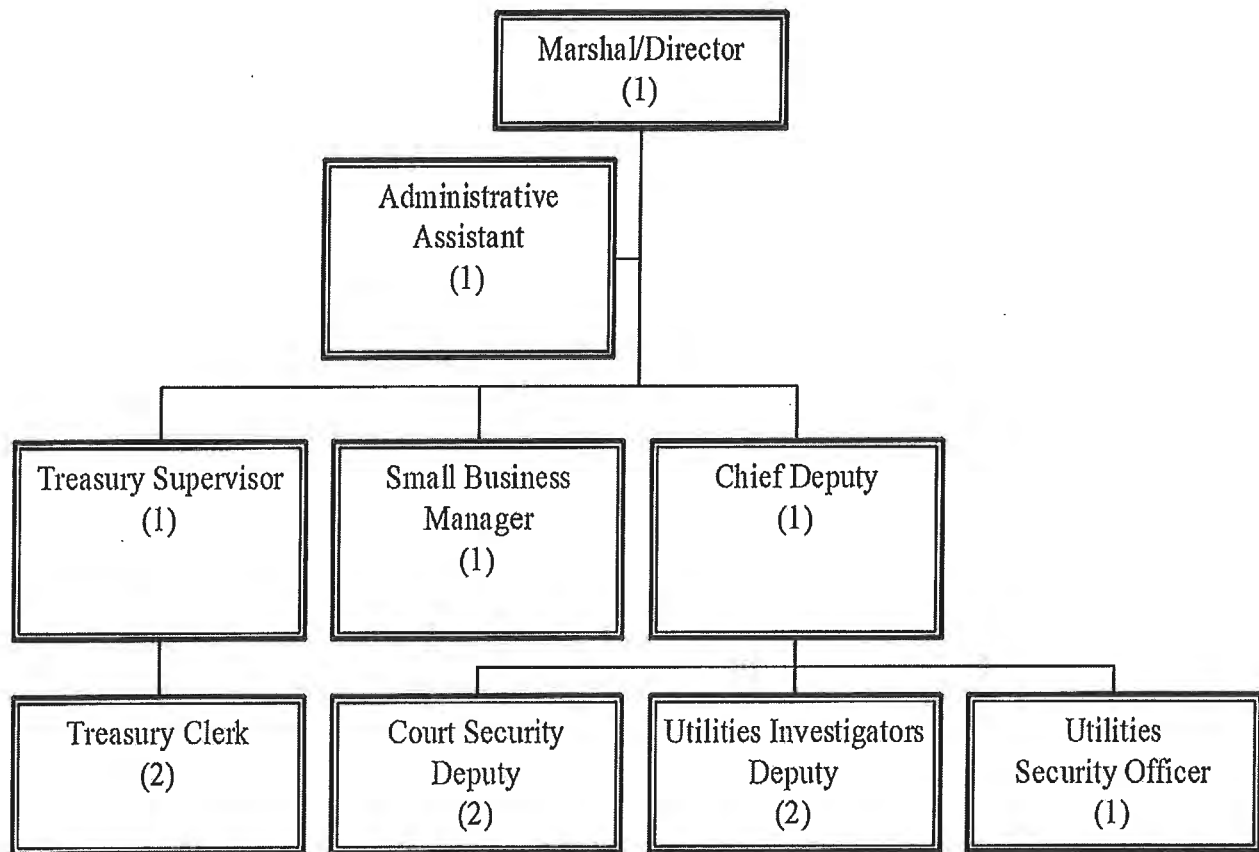 Marshal/Director
(1)
Administrative
Assistant
(1)
Treasury Supervisor
(1)
Small Business
Manager
(1)
Chief Deputy
(1)
Treasury Clerk
(2)
Court Security
Deputy
(2)
Utilities Investigators
Deputy
(2)
Utilities
Security Officer
(1)